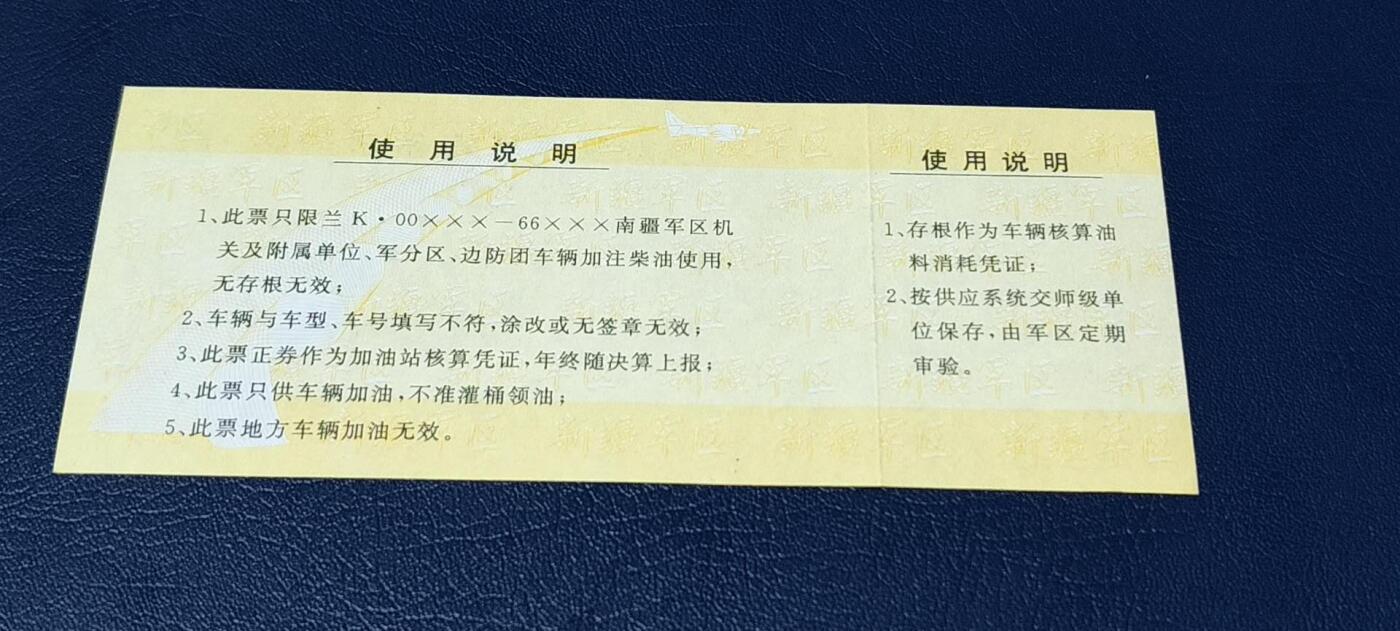 使用说明
1、此票只限兰K·00×××—66×××南疆军区机
关及附属单位、军分区、边防团车辆加注柴油使用,
无存根无效;
2、车辆与车型、车号填写不符,涂改或无签章无效;
3、此票正券作为加油站核算凭证,年终随决算上报;
4、此票只供车辆加油,不准灌桶领油;
5、此票地方车辆加油无效。
使用说明
1、存根作为车辆核算油
料消耗凭证;
2、按供应系统交师级单
位保存,由军区定期
审验。
新疆军区